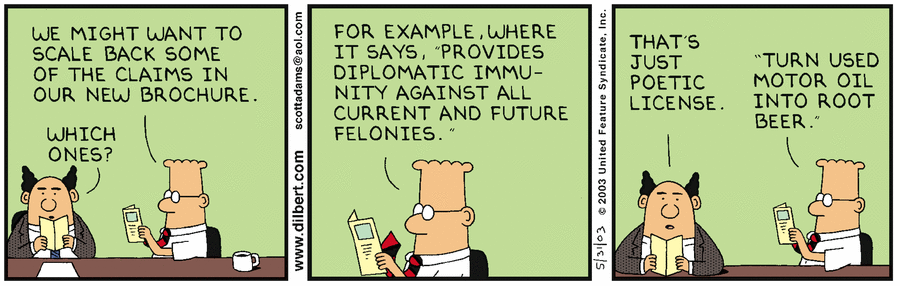 WE MIGHT WANT TO
SCALE BACK SOME
OF THE CLAIMS IN
OUR NEW BROCHURE.
WHICH
ONES?
www.dilbert.com
scottadams@aol.com
FOR EXAMPLE, WHERE
IT SAYS, "PROVIDES
DIPLOMATIC IMMU-
NITY AGAINST ALL
CURRENT AND FUTURE
FELONIES."
5/31/03 © 2003 United Feature Syndicate, Inc.
THAT'S
JUST
POETIC
LICENSE.
"TURN USED
MOTOR OIL
INTO ROOT
BEER."